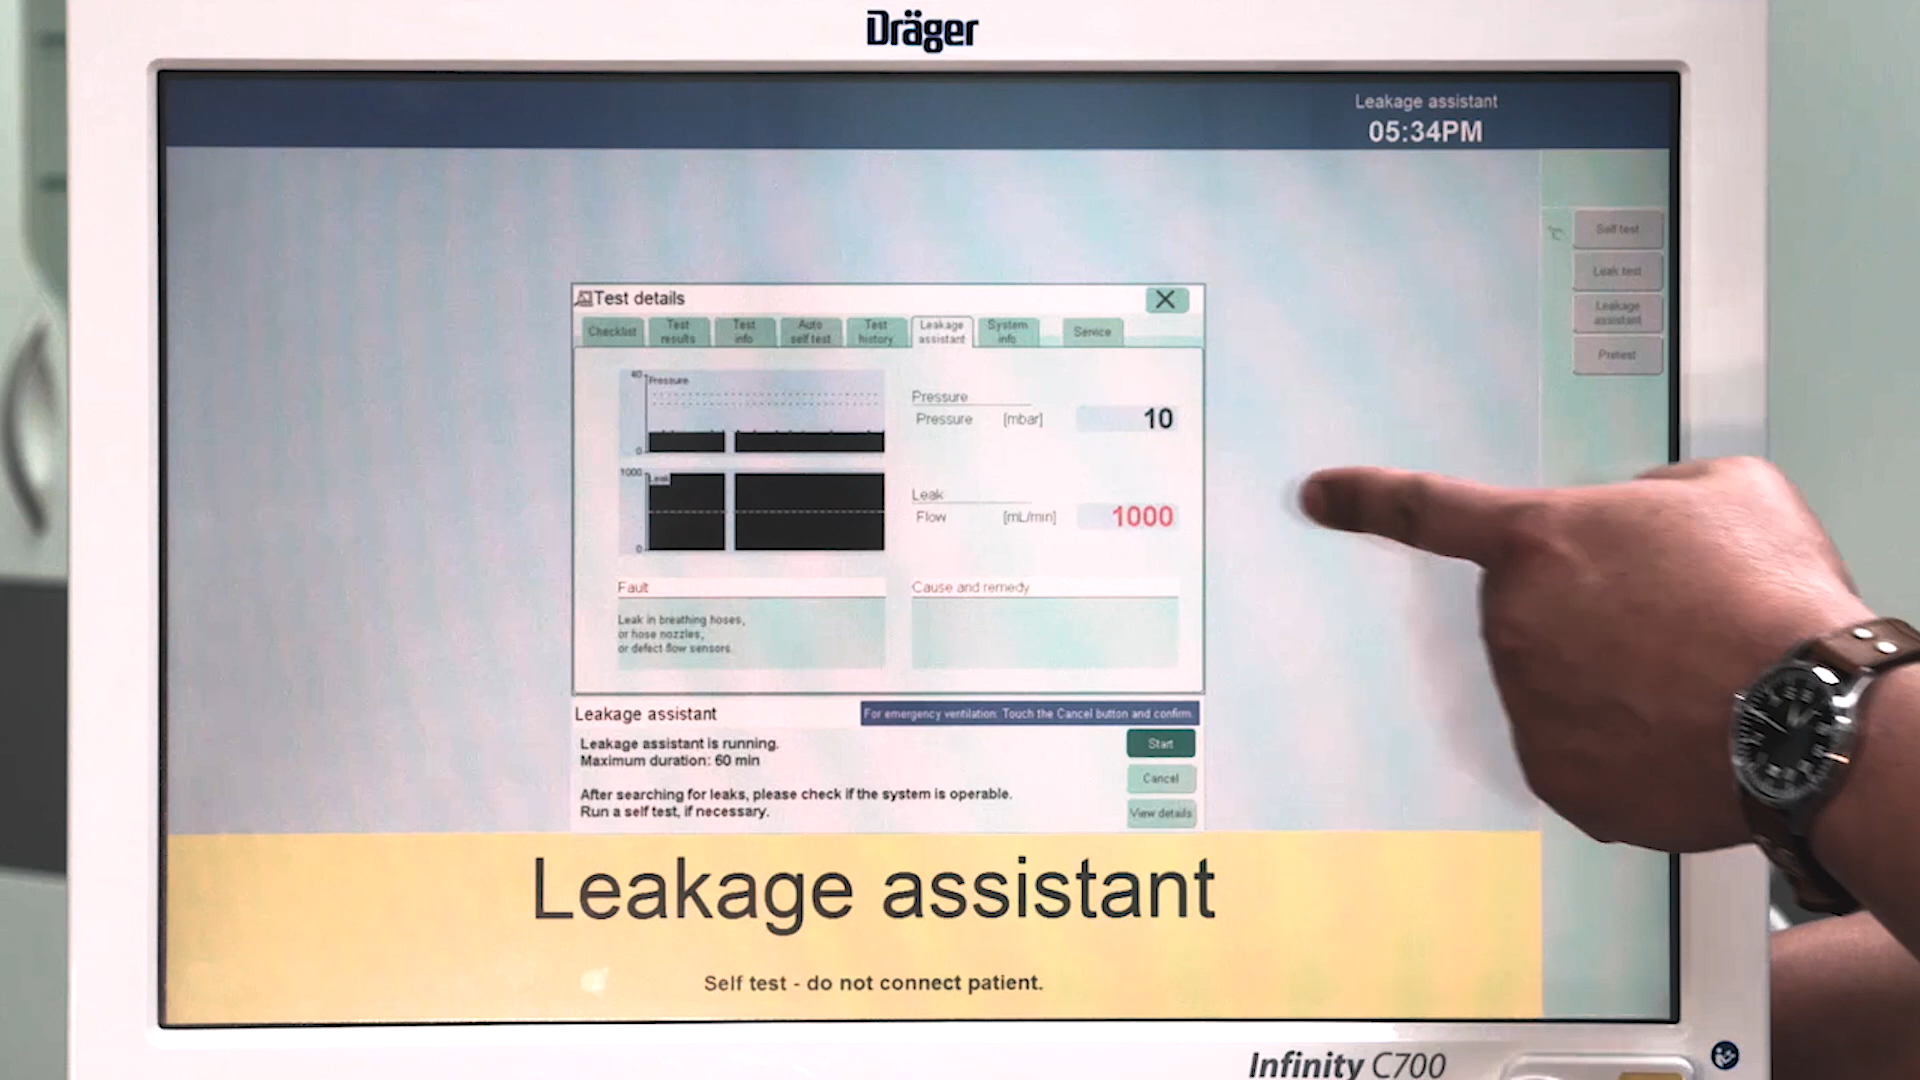 Dräger
Leakage assistant
05:34PM
Self test
Leak test
Leakage
assistant
Pretest
Test details
Checklist
Test
results
Test
info
Auto
self test
Test
history
Leakage
assistant
System
info
Service
40
Pressure
0
1000
Leak
0
Pressure
Pressure [mbar] 10
Leak
Flow [mL/min] 1000
Fault
Leak in breathing hoses,
or hose nozzles,
or defect flow sensors.
Cause and remedy
Leakage assistant
For emergency ventilation: Touch the Cancel button and confirm.
Leakage assistant is running.
Maximum duration: 60 min
After searching for leaks, please check if the system is operable.
Run a self test, if necessary.
Start
Cancel
View details
Leakage assistant
Self test - do not connect patient.
Infinity C700